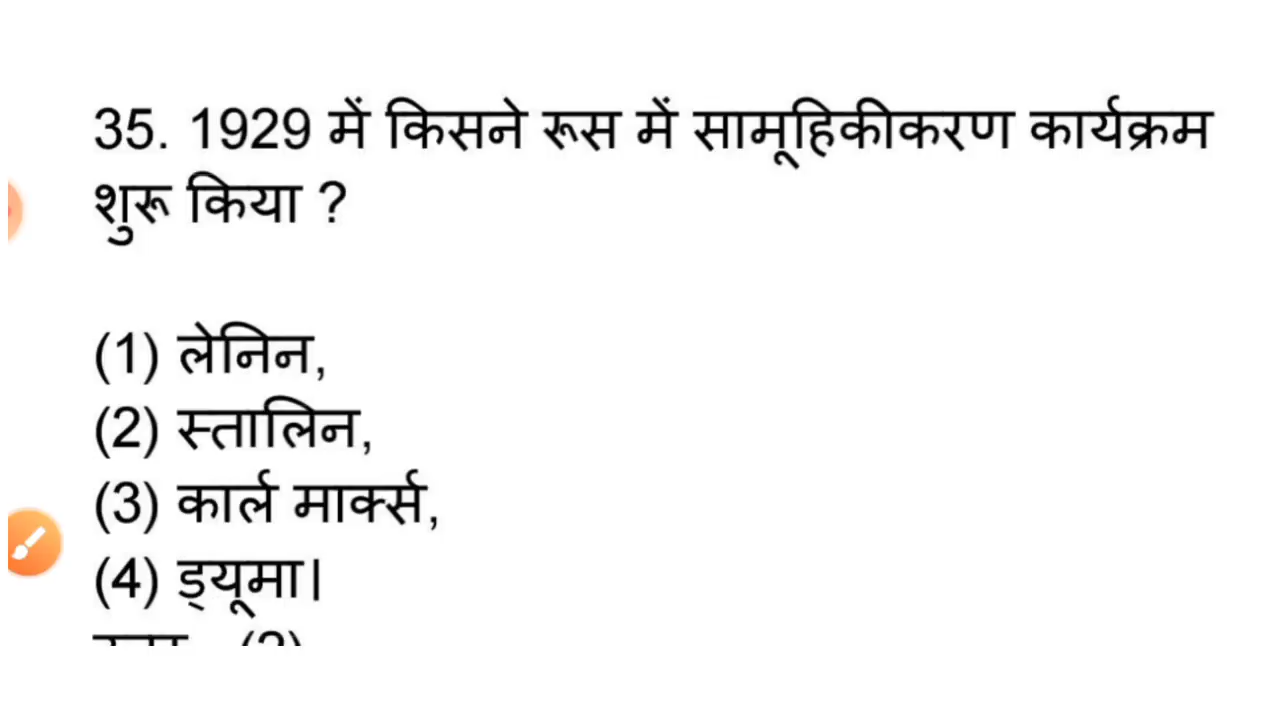 35. 1929 में किसने रूस में सामूहिकीकरण कार्यक्रम
शुरू किया ?
(1) लेनिन,
(2) स्तालिन,
(3) कार्ल मार्क्स,
(4) ड्यूमा।